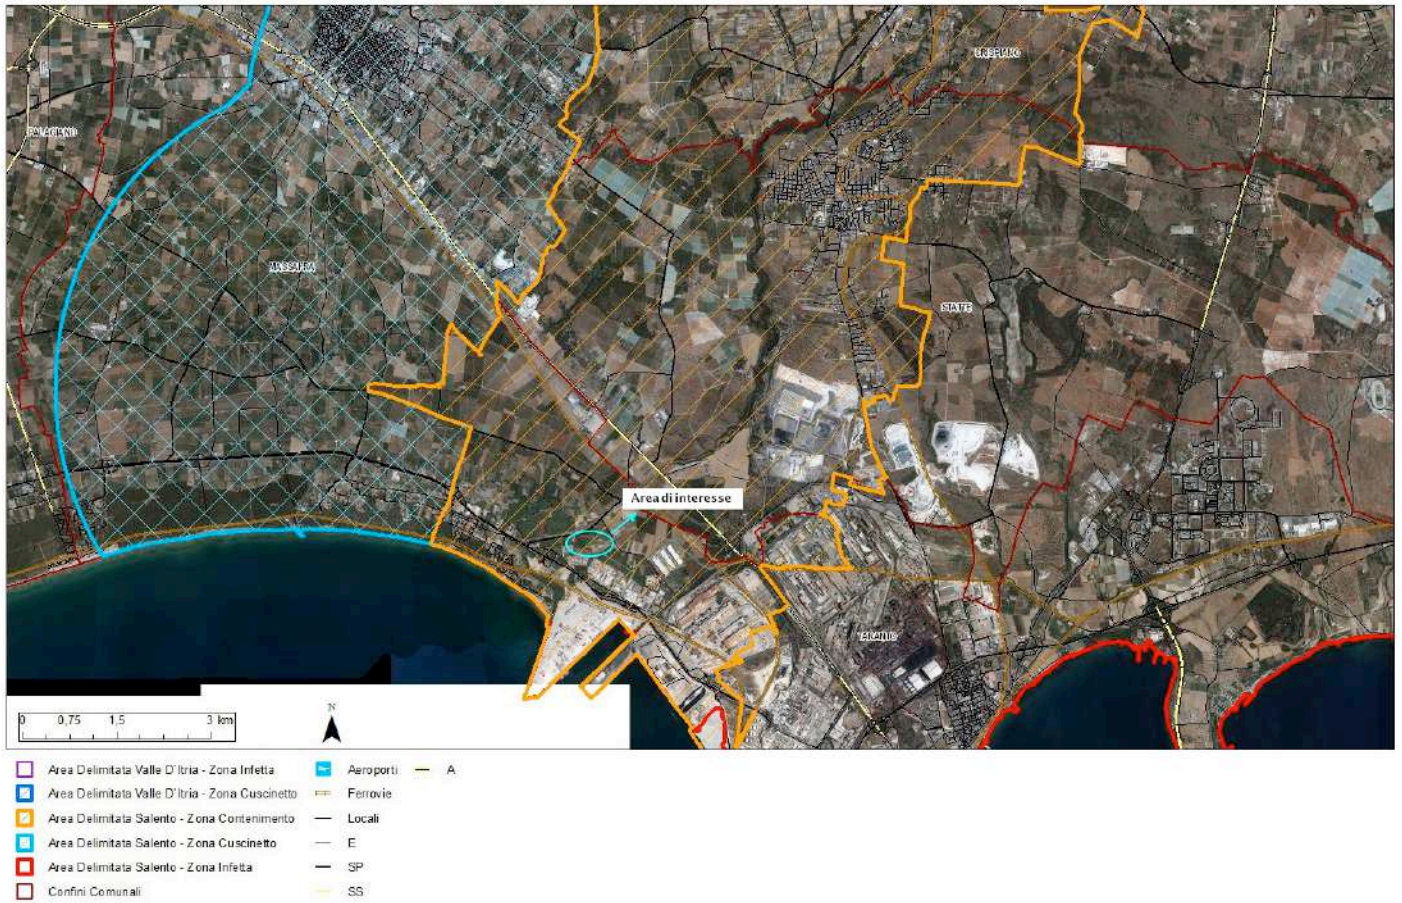 CRISPIANO
PALAGIANO
MASSAFRA
STATTE
Area di interesse
TARANTO
0 0,75 1,5 3 km
N
Area Delimitata Valle D'Itria - Zona Infetta
Aeroporti
A
Area Delimitata Valle D'Itria - Zona Cuscinetto
Ferrovie
Area Delimitata Salento - Zona Contenimento
Locali
Area Delimitata Salento - Zona Cuscinetto
E
Area Delimitata Salento - Zona Infetta
SP
Confini Comunali
SS